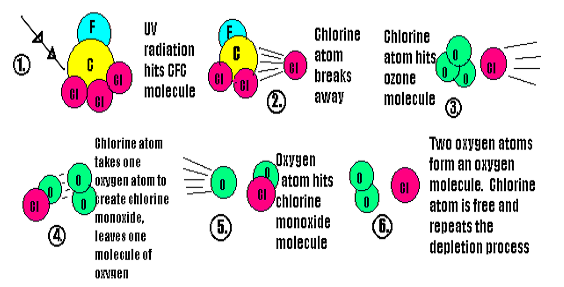 UV
radiation
hits CFC
molecule
1.
F
C
Cl
Cl
Cl
Chlorine
atom
breaks
away
2.
F
C
Cl
Cl
Cl
Chlorine
atom hits
ozone
molecule
3.
O
O
O
Cl
Chlorine atom
takes one
oxygen atom to
create chlorine
monoxide,
leaves one
molecule of
oxygen
4.
Cl
O
O
O
Oxygen
atom hits
chlorine
monoxide
molecule
5.
O
O
Cl
Two oxygen atoms
form an oxygen
molecule. Chlorine
atom is free and
repeats the
depletion process
6.
O
O
Cl